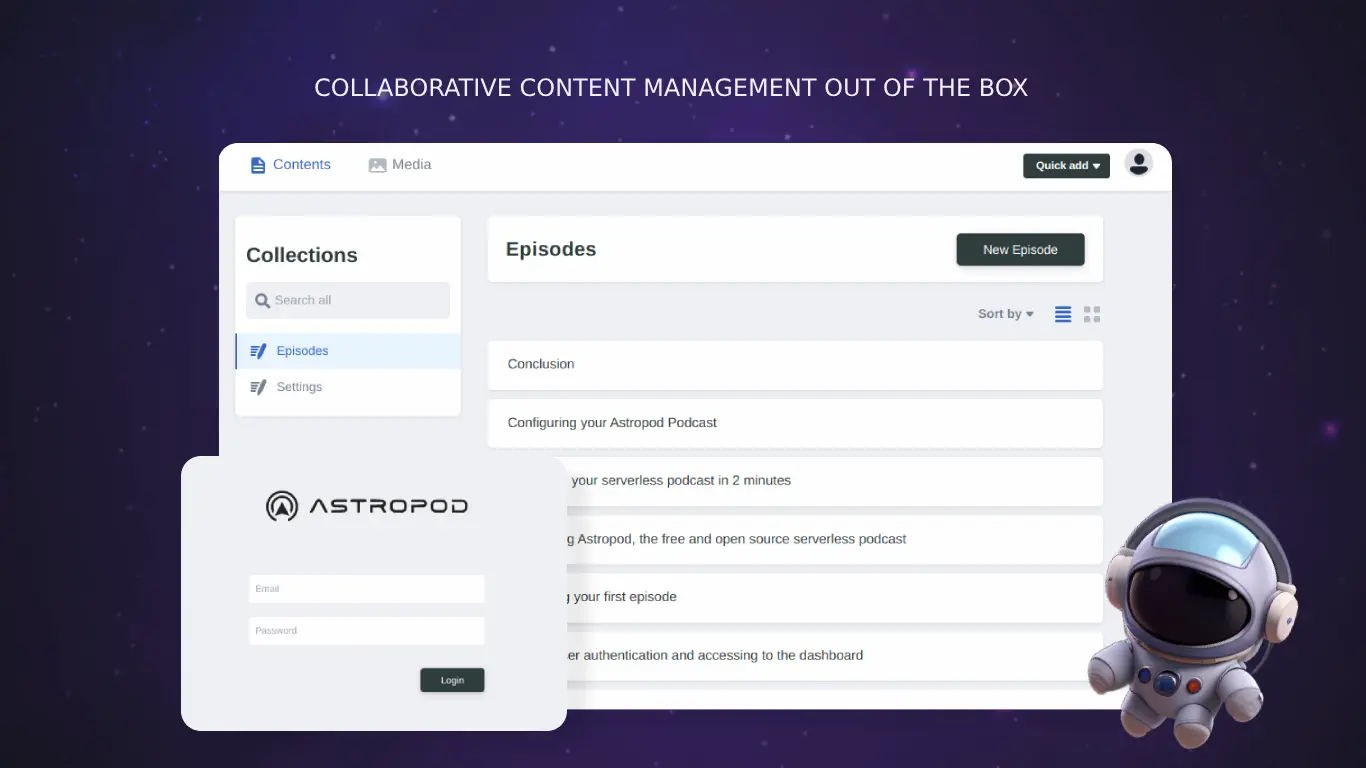 COLLABORATIVE CONTENT MANAGEMENT OUT OF THE BOX
Contents
Media
Quick add
Collections
Search all
Episodes
Settings
Episodes
New Episode
Sort by
Conclusion
Configuring your Astropod Podcast
your serverless podcast in 2 minutes
Astropod, the free and open source serverless podcast
your first episode
authentication and accessing to the dashboard
ASTROPOD
Email
Password
Login